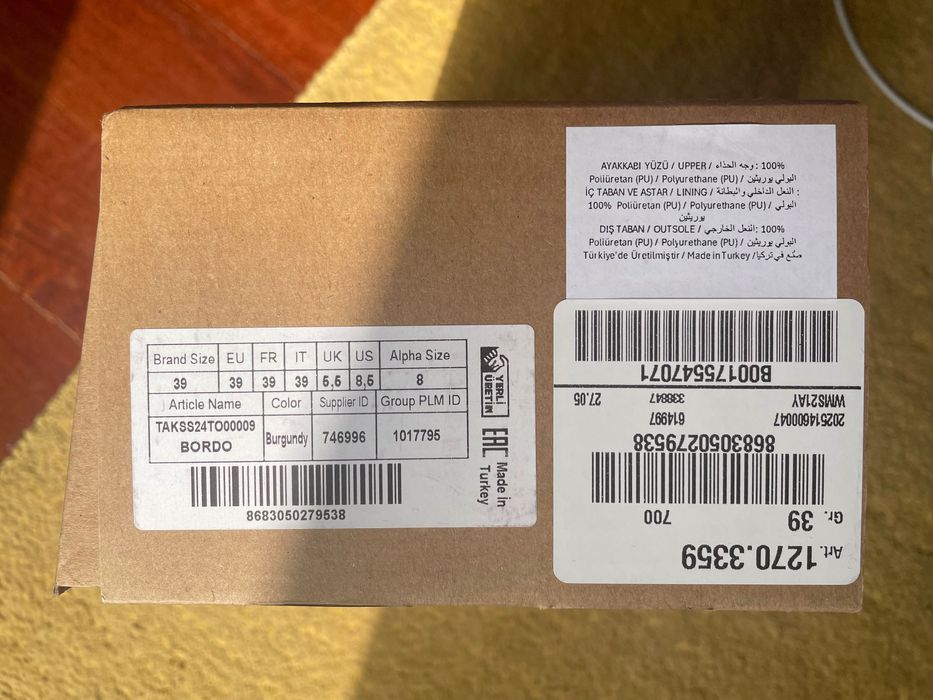 AYAKKABI YÜZÜ / UPPER / وجه الحذاء : 100%
Poliüretan (PU) / Polyurethane (PU) / البولي يوريثين
İÇ TABAN VE ASTAR / LINING / النعل الداخلي والبطانة :
100% Poliüretan (PU) / Polyurethane (PU) / البولي
يوريثين
DIŞ TABAN / OUTSOLE / النعل الخارجي : 100%
Poliüretan (PU) / Polyurethane (PU) / البولي يوريثين
Türkiye'de Üretilmiştir / Made in Turkey / صنع في تركيا
Brand Size EU FR IT UK US Alpha Size
39 39 39 39 5,5 8,5 8
Article Name Color Supplier ID Group PLM ID
TAKSS24TO00009
BORDO Burgundy 746996 1017795
8683050279538
YERLİ
ÜRETİM
EAC
Made in
Turkey
Art. 1270.3359
Gr. 39 700
8683050279538
202514600047 614997
WMS21AY 338847 27.05
B00175547071